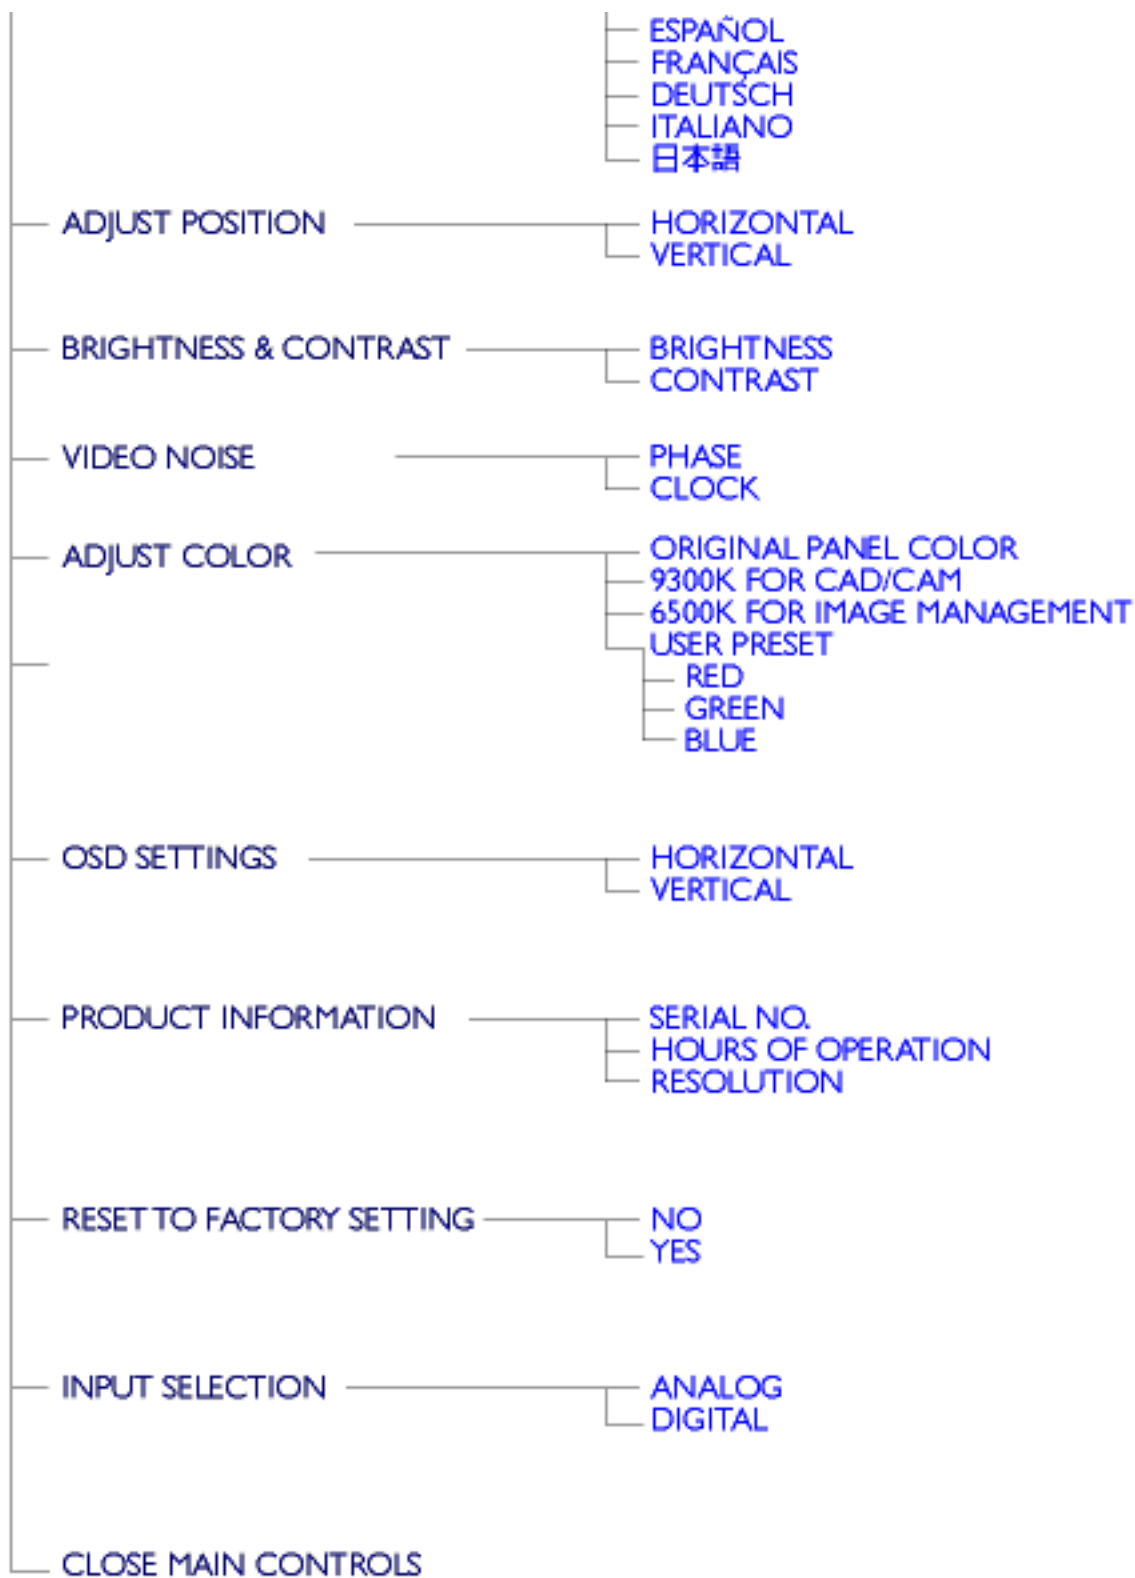 ESPAÑOL
FRANÇAIS
DEUTSCH
ITALIANO
日本語
ADJUST POSITION HORIZONTAL
VERTICAL
BRIGHTNESS & CONTRAST BRIGHTNESS
CONTRAST
VIDEO NOISE PHASE
CLOCK
ADJUST COLOR ORIGINAL PANEL COLOR
9300K FOR CAD/CAM
6500K FOR IMAGE MANAGEMENT
USER PRESET
RED
GREEN
BLUE
OSD SETTINGS HORIZONTAL
VERTICAL
PRODUCT INFORMATION SERIAL NO.
HOURS OF OPERATION
RESOLUTION
RESET TO FACTORY SETTING NO
YES
INPUT SELECTION ANALOG
DIGITAL
CLOSE MAIN CONTROLS